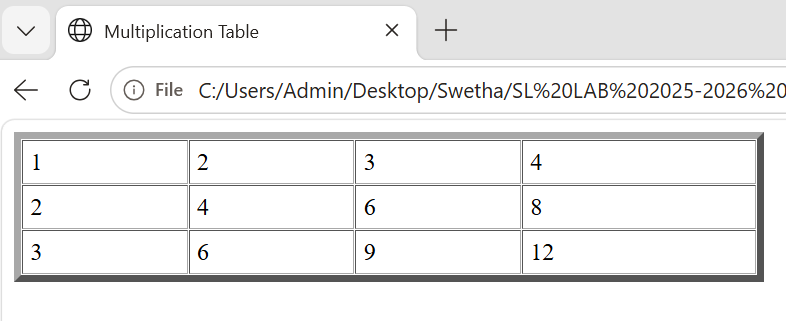 Multiplication Table
File C:/Users/Admin/Desktop/Swetha/SL%20LAB%202025-2026%20
1 2 3 4
2 4 6 8
3 6 9 12